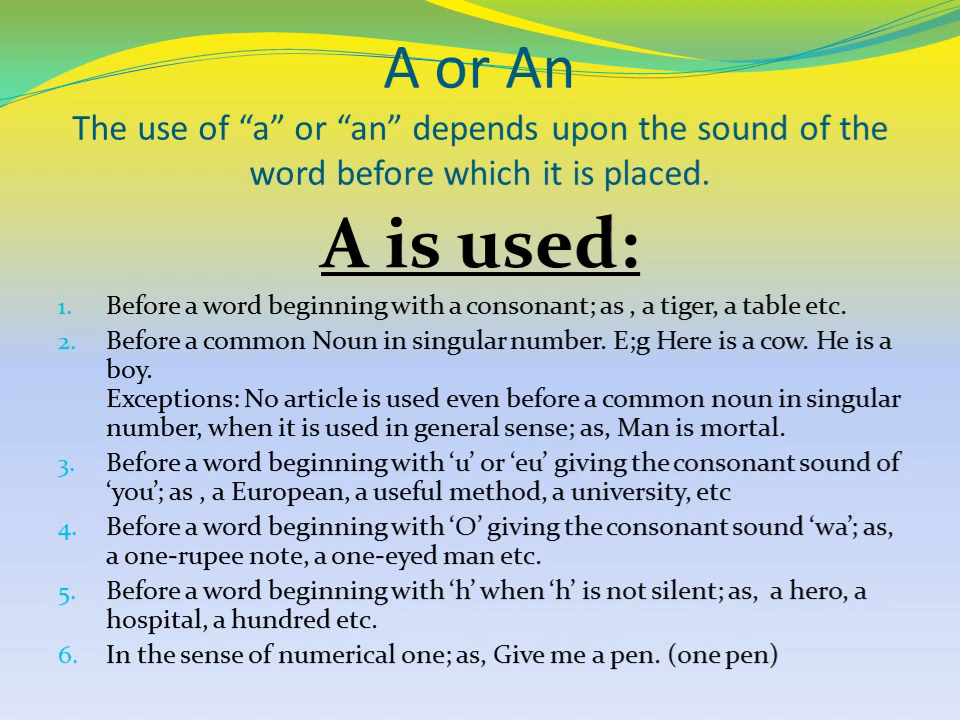 A or An
The use of “a” or “an” depends upon the sound of the
word before which it is placed.
A is used:
1. Before a word beginning with a consonant; as , a tiger, a table etc.
2. Before a common Noun in singular number. E;g Here is a cow. He is a
boy.
Exceptions: No article is used even before a common noun in singular
number, when it is used in general sense; as, Man is mortal.
3. Before a word beginning with ‘u’ or ‘eu’ giving the consonant sound of
‘you’; as , a European, a useful method, a university, etc
4. Before a word beginning with ‘O’ giving the consonant sound ‘wa’; as,
a one-rupee note, a one-eyed man etc.
5. Before a word beginning with ‘h’ when ‘h’ is not silent; as, a hero, a
hospital, a hundred etc.
6. In the sense of numerical one; as, Give me a pen. (one pen)